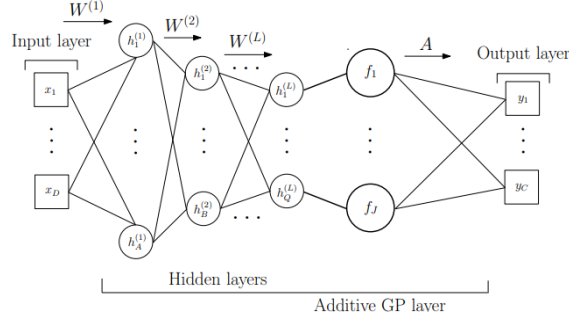 W^{(1)}
W^{(2)}
W^{(L)}
A
Input layer
Output layer
x_1
x_D
h_1^{(1)}
h_A^{(1)}
h_1^{(2)}
h_B^{(2)}
h_1^{(L)}
h_Q^{(L)}
f_1
f_J
y_1
y_C
Hidden layers
Additive GP layer